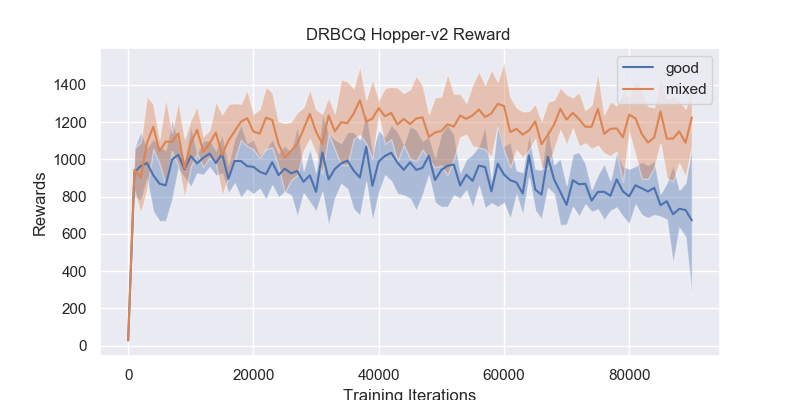 DRBCQ Hopper-v2 Reward
good
mixed
1400
1200
1000
800
600
400
200
0
Rewards
0
20000
40000
60000
80000
Training Iterations